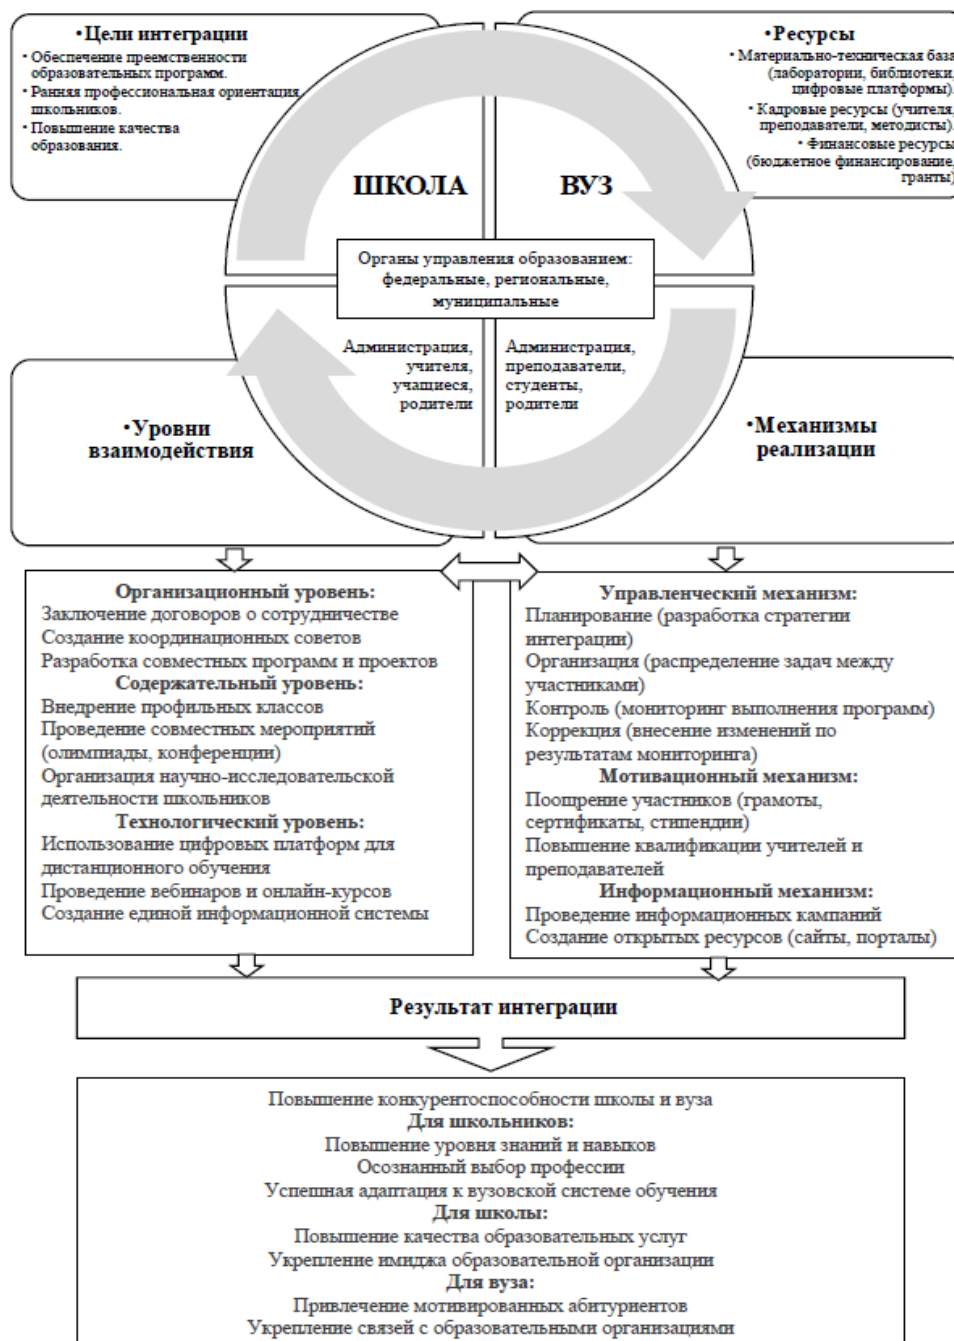 •Цели интеграции
• Обеспечение преемственности
образовательных программ.
• Ранняя профессиональная ориентация
школьников.
• Повышение качества
образования.
•Ресурсы
• Материально-техническая база
(лаборатории, библиотеки,
цифровые платформы).
• Кадровые ресурсы (учителя,
преподаватели, методисты).
• Финансовые ресурсы
(бюджетное финансирование,
гранты)
ШКОЛА
ВУЗ
Органы управления образованием:
федеральные, региональные,
муниципальные
Администрация,
учителя,
учащиеся,
родители
Администрация,
преподаватели,
студенты,
родители
•Уровни
взаимодействия
•Механизмы
реализации
Организационный уровень:
Заключение договоров о сотрудничестве
Создание координационных советов
Разработка совместных программ и проектов
Содержательный уровень:
Внедрение профильных классов
Проведение совместных мероприятий
(олимпиады, конференции)
Организация научно-исследовательской
деятельности школьников
Технологический уровень:
Использование цифровых платформ для
дистанционного обучения
Проведение вебинаров и онлайн-курсов
Создание единой информационной системы
Управленческий механизм:
Планирование (разработка стратегии
интеграции)
Организация (распределение задач между
участниками)
Контроль (мониторинг выполнения программ)
Коррекция (внесение изменений по
результатам мониторинга)
Мотивационный механизм:
Поощрение участников (грамоты,
сертификаты, стипендии)
Повышение квалификации учителей и
преподавателей
Информационный механизм:
Проведение информационных кампаний
Создание открытых ресурсов (сайты, порталы)
Результат интеграции
Повышение конкурентоспособности школы и вуза
Для школьников:
Повышение уровня знаний и навыков
Осознанный выбор профессии
Успешная адаптация к вузовской системе обучения
Для школы:
Повышение качества образовательных услуг
Укрепление имиджа образовательной организации
Для вуза:
Привлечение мотивированных абитуриентов
Укрепление связей с образовательными организациями